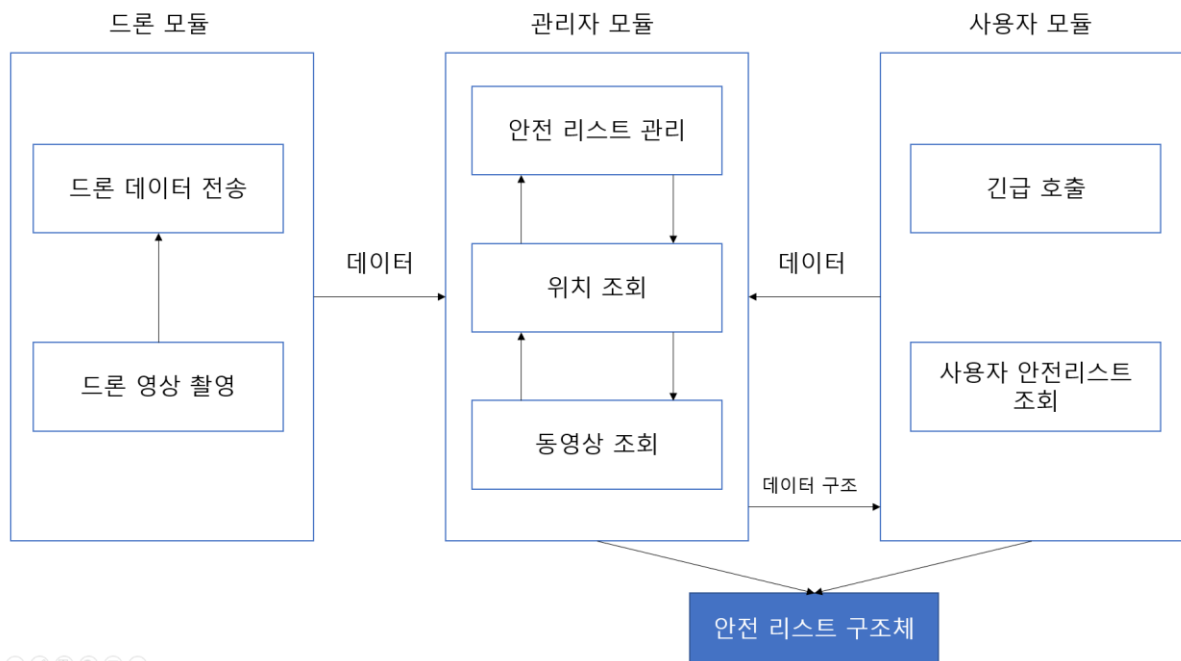 드론 모듈
관리자 모듈
사용자 모듈
안전 리스트 관리
드론 데이터 전송
긴급 호출
데이터
위치 조회
데이터
드론 영상 촬영
사용자 안전리스트
조회
동영상 조회
데이터 구조
안전 리스트 구조체